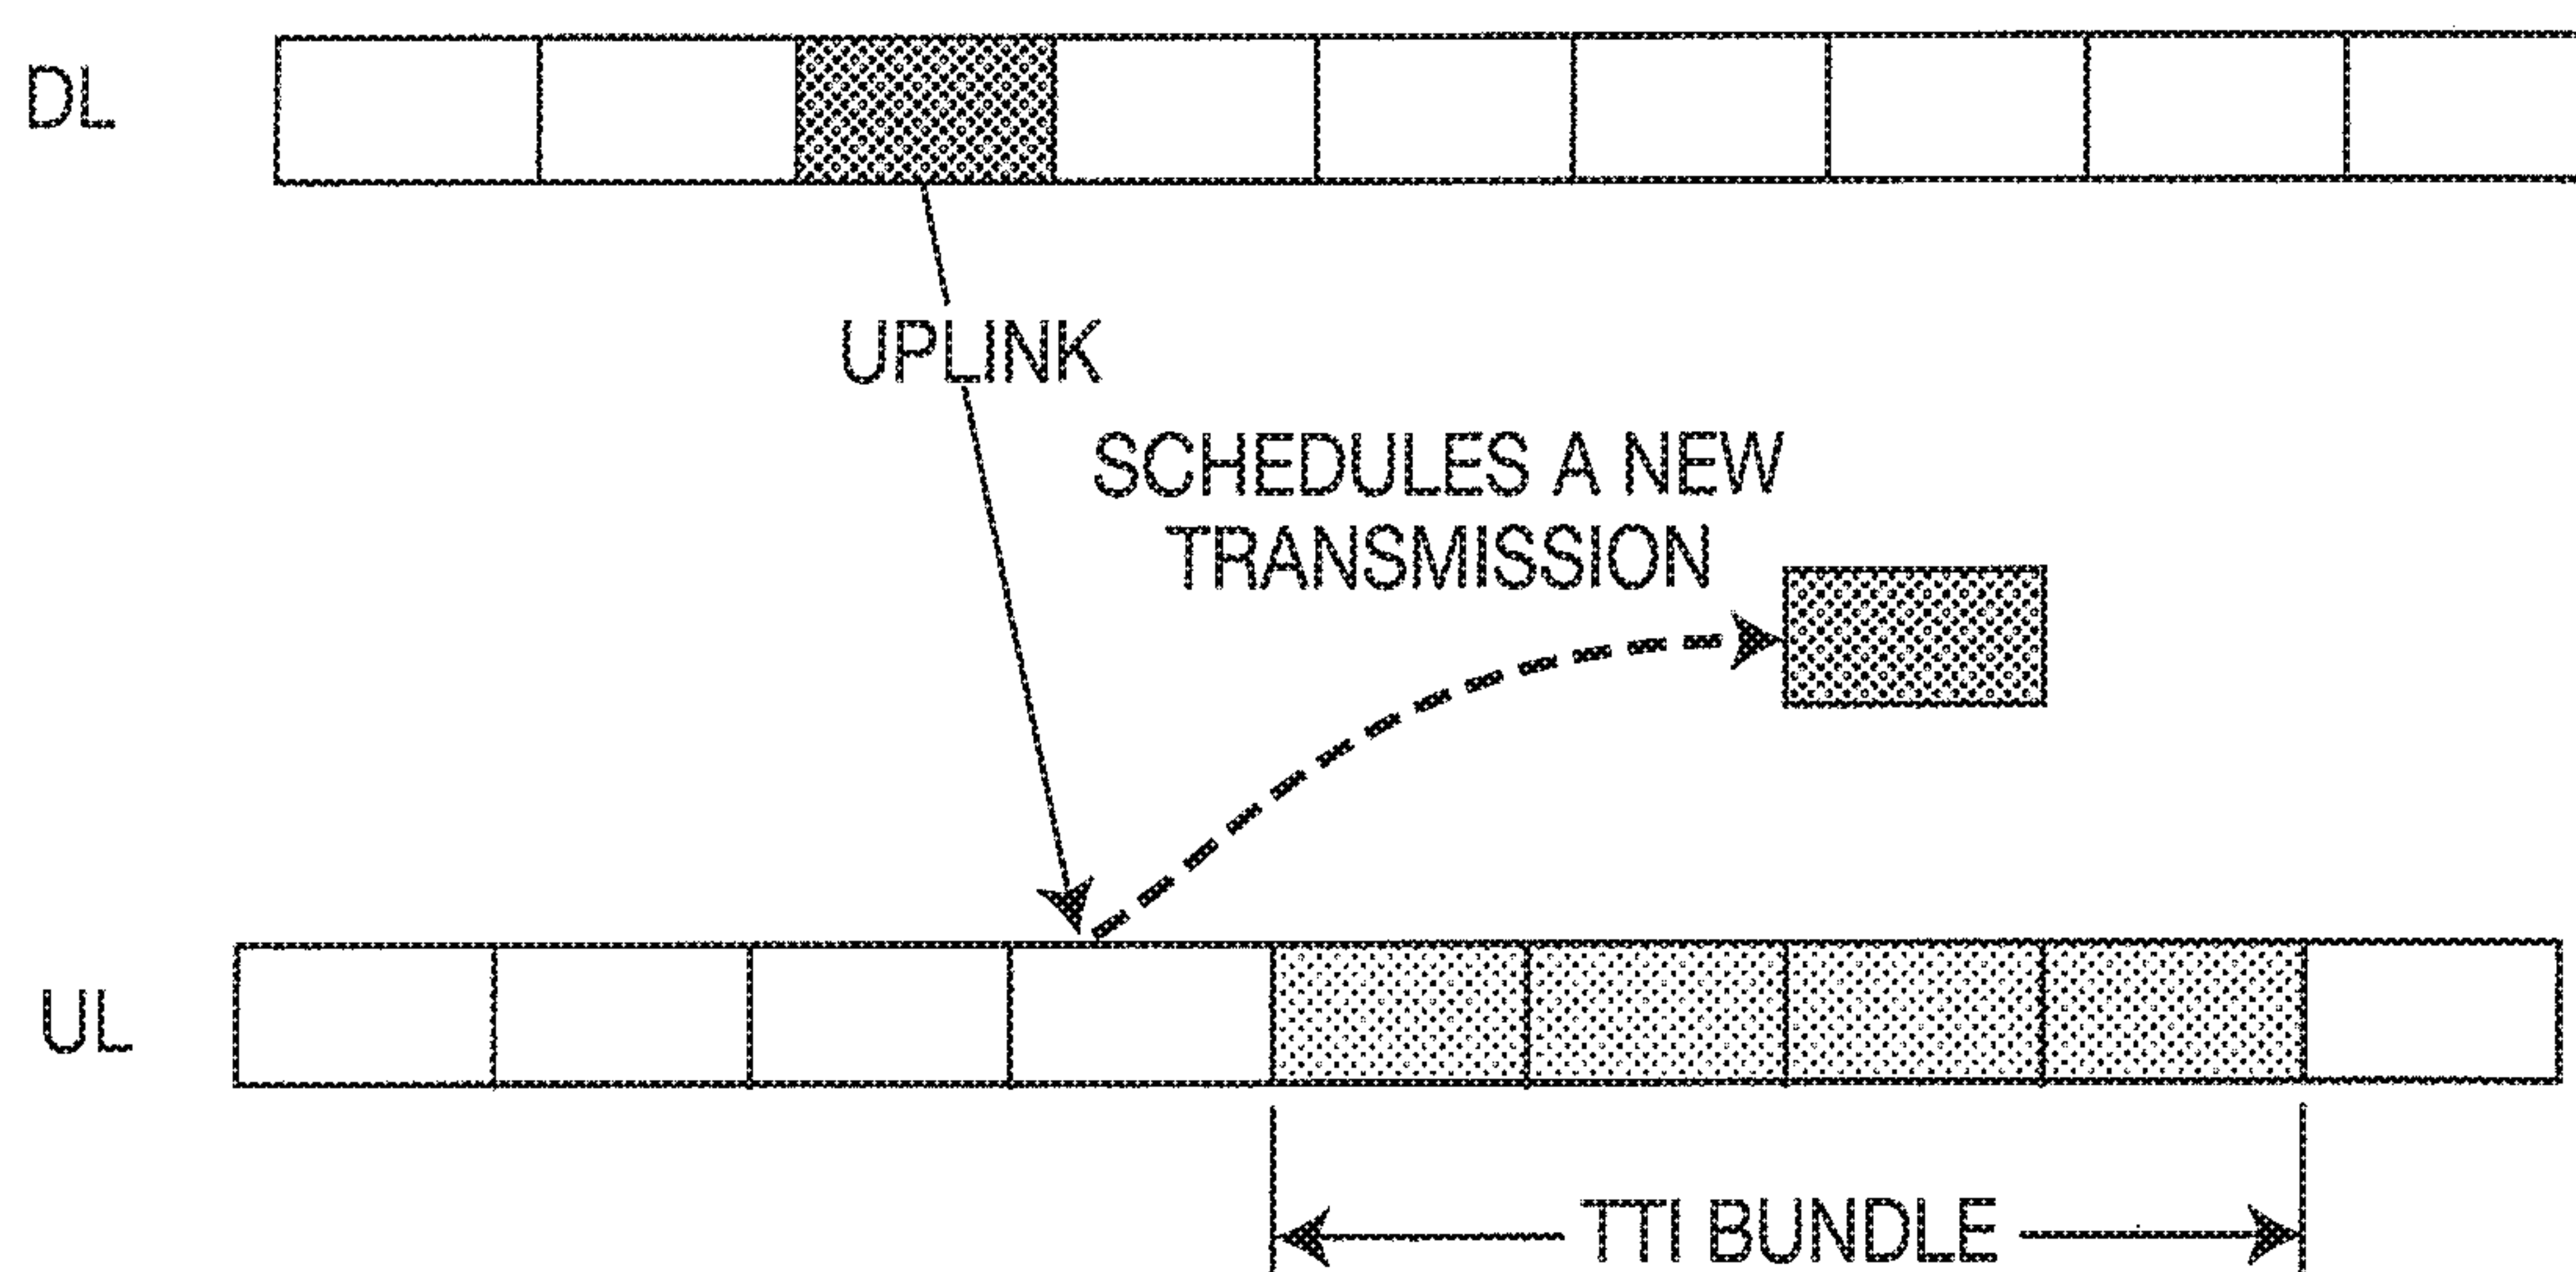 DL
UPLINK
SCHEDULES A NEW
TRANSMISSION
UL
TTI BUNDLE